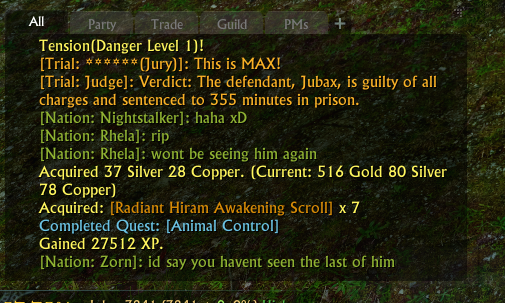 All
Party
Trade
Guild
PMs
+
Tension(Danger Level 1)!
[Trial: ******(Jury)]: This is MAX!
[Trial: Judge]: Verdict: The defendant, Jubax, is guilty of all
charges and sentenced to 355 minutes in prison.
[Nation: Nightstalker]: haha xD
[Nation: Rhela]: rip
[Nation: Rhela]: wont be seeing him again
Acquired 37 Silver 28 Copper. (Current: 516 Gold 80 Silver
78 Copper)
Acquired: [Radiant Hiram Awakening Scroll] x 7
Completed Quest: [Animal Control]
Gained 27512 XP.
[Nation: Zorn]: id say you havent seen the last of him